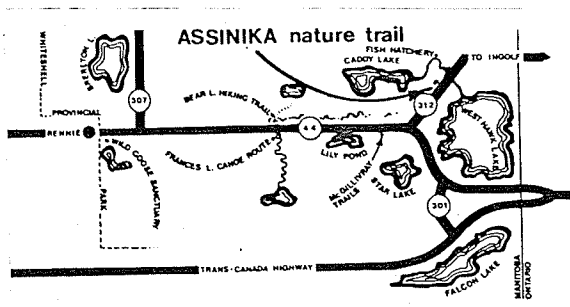 ASSINIKA nature trail
WHITESHELL
PROVINCIAL
PARK
BRERETON L.
307
FISH HATCHERY
CADDY LAKE
TO INGOLF
BEAR L. HIKING TRAIL
312
WEST HAWK LAKE
RENNIE
44
WILD GOOSE SANCTUARY
FRANCES L. CANOE ROUTE
LILY POND
McGILLIVRAY
TRAILS
STAR LAKE
301
TRANS-CANADA HIGHWAY
FALCON LAKE
MANITOBA
ONTARIO